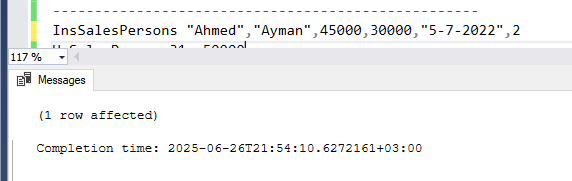 InsSalesPersons "Ahmed","Ayman",45000,30000,"5-7-2022",2
117 %
Messages
(1 row affected)
Completion time: 2025-06-26T21:54:10.6272161+03:00